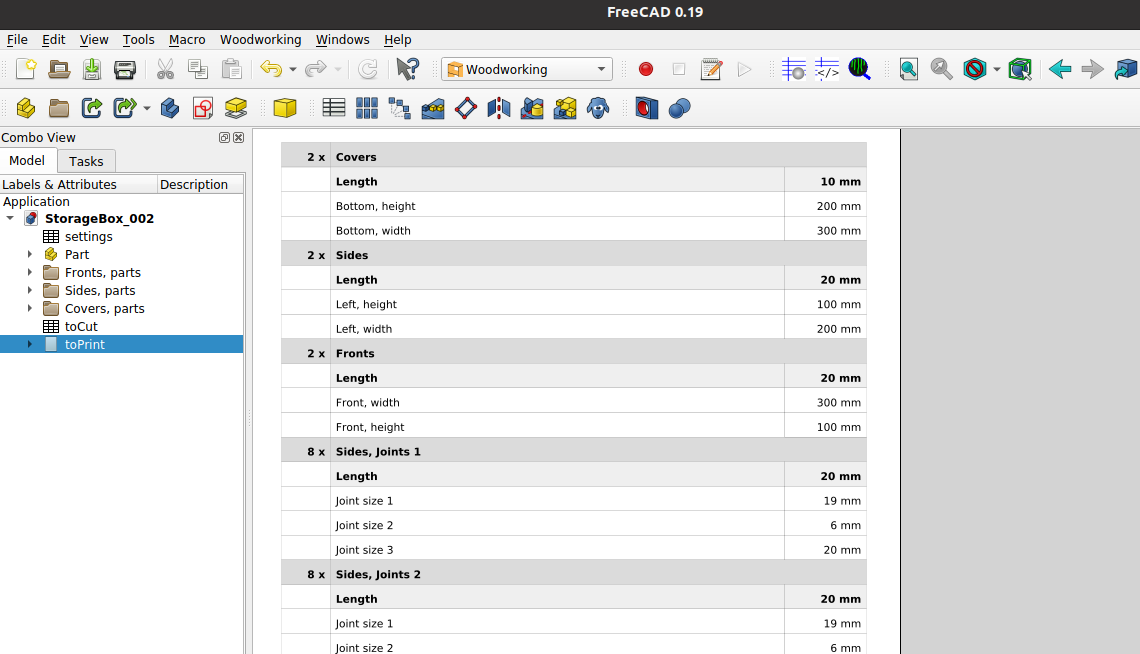 FreeCAD 0.19
File Edit View Tools Macro Woodworking Windows Help
Woodworking
Combo View
Model Tasks
Labels & Attributes Description
Application
StorageBox_002
settings
Part
Fronts, parts
Sides, parts
Covers, parts
toCut
toPrint
2 x Covers
Length 10 mm
Bottom, height 200 mm
Bottom, width 300 mm
2 x Sides
Length 20 mm
Left, height 100 mm
Left, width 200 mm
2 x Fronts
Length 20 mm
Front, width 300 mm
Front, height 100 mm
8 x Sides, Joints 1
Length 20 mm
Joint size 1 19 mm
Joint size 2 6 mm
Joint size 3 20 mm
8 x Sides, Joints 2
Length 20 mm
Joint size 1 19 mm
Joint size 2 6 mm